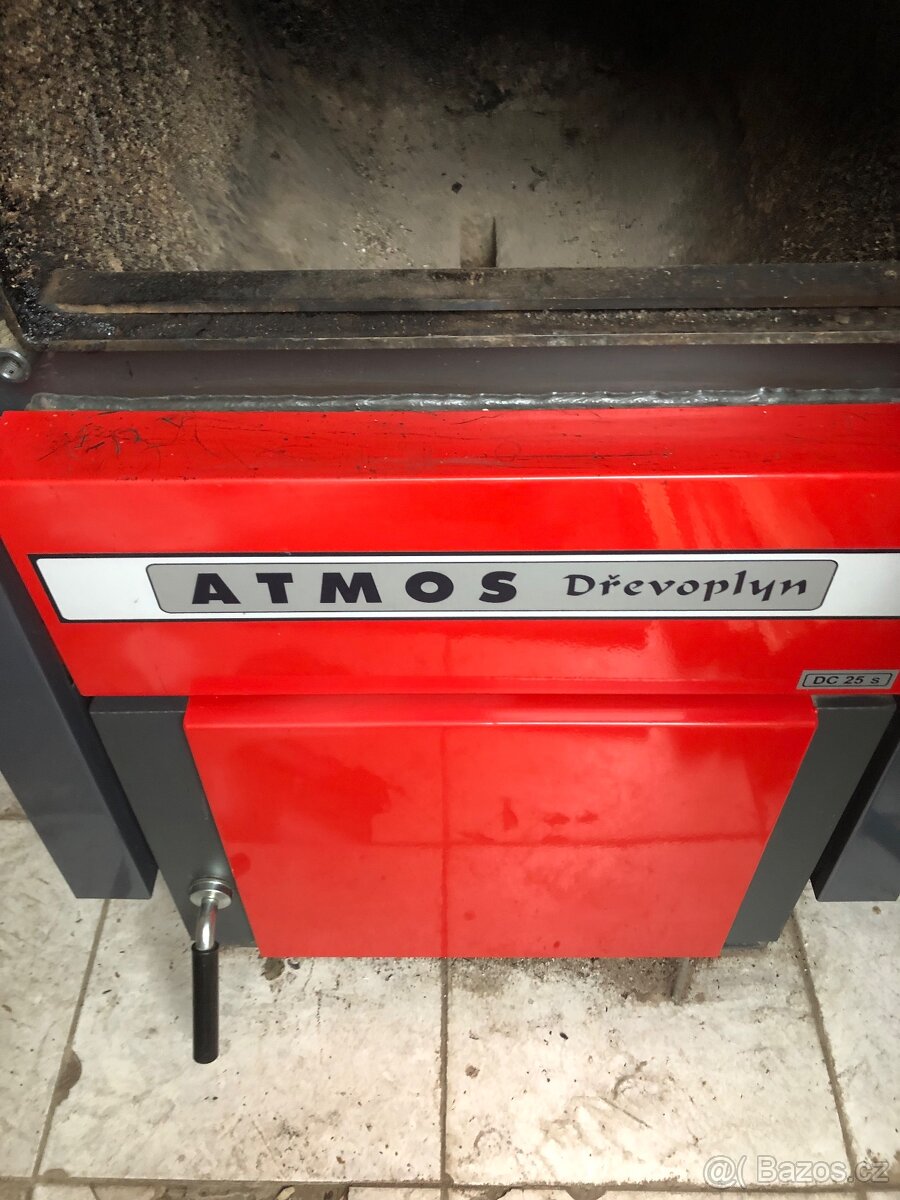 ATMOS Dřevoplyn
DC 25 s
@( Bazos.cz